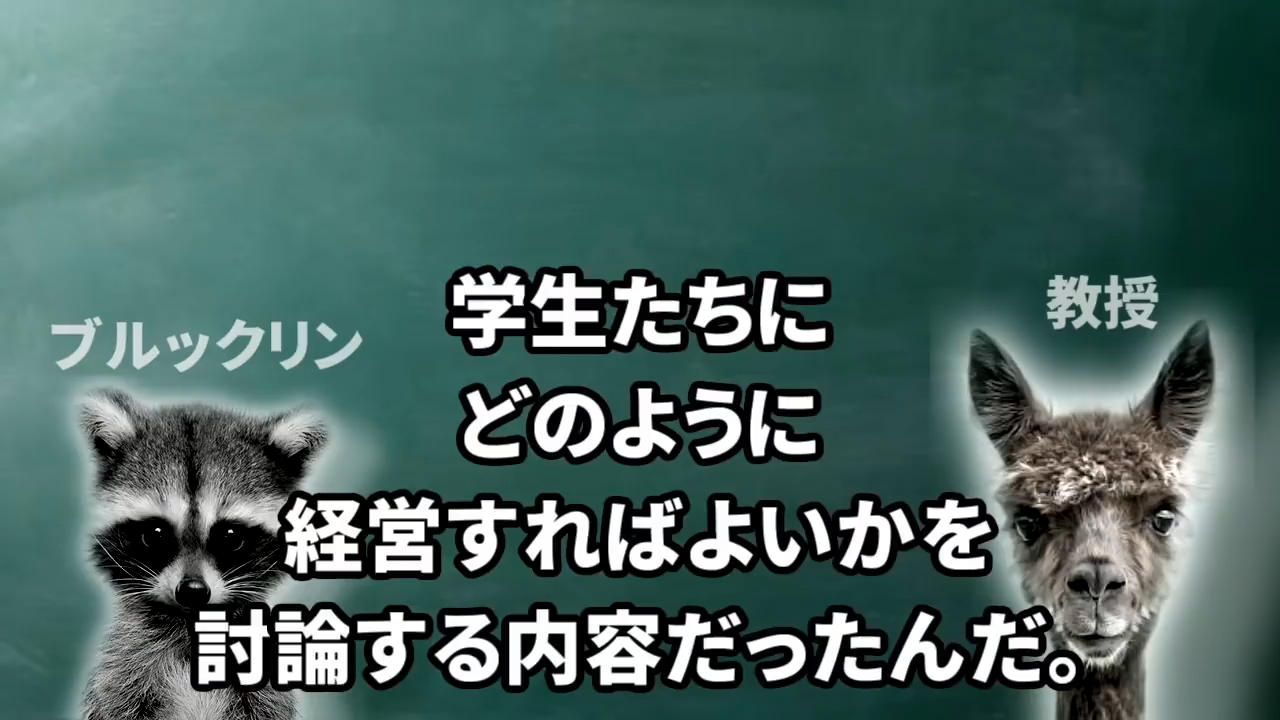 教授
ブルックリン
学生たちに
どのように
経営すればよいかを
討論する内容だったんだ。